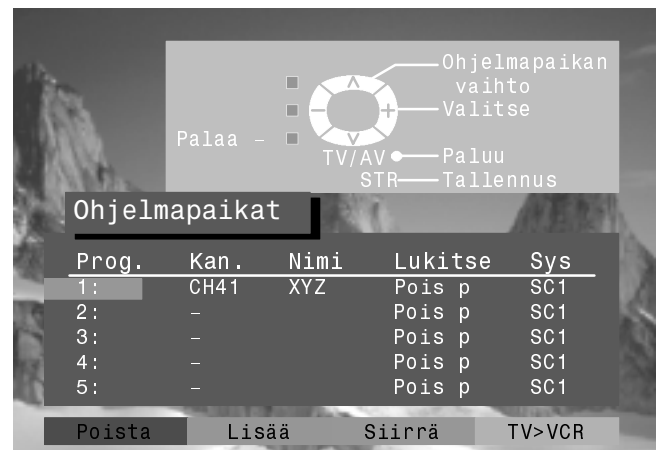 Ohjelmapaikan
vaihto
Valitse
Palaa –
TV/AV Paluu
STR Tallennus
Ohjelmapaikat
Prog. Kan. Nimi Lukitse Sys
1: CH41 XYZ Pois p SC1
2: – Pois p SC1
3: – Pois p SC1
4: – Pois p SC1
5: – Pois p SC1
Poista Lisää Siirrä TV>VCR